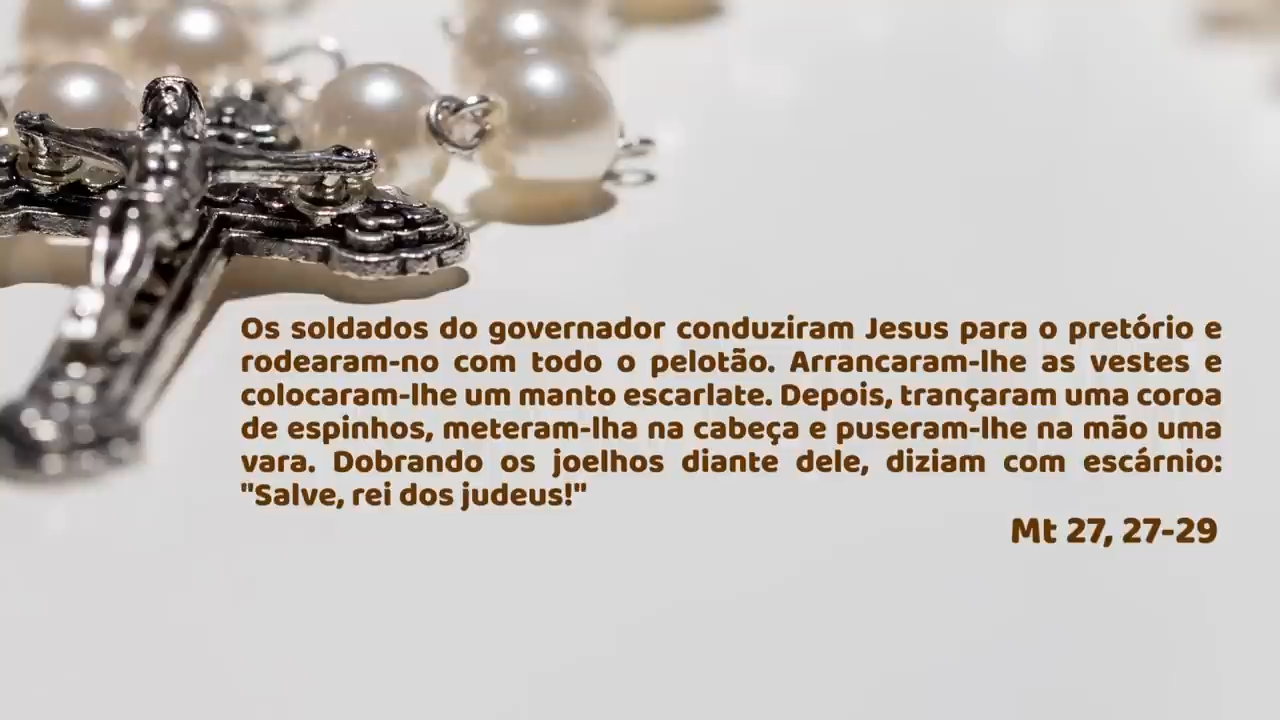 Os soldados do governador conduziram Jesus para o pretório e
rodearam-no com todo o pelotão. Arrancaram-lhe as vestes e
colocaram-lhe um manto escarlate. Depois, trançaram uma coroa
de espinhos, meteram-lha na cabeça e puseram-lhe na mão uma
vara. Dobrando os joelhos diante dele, diziam com escárnio:
"Salve, rei dos judeus!"
Mt 27, 27-29